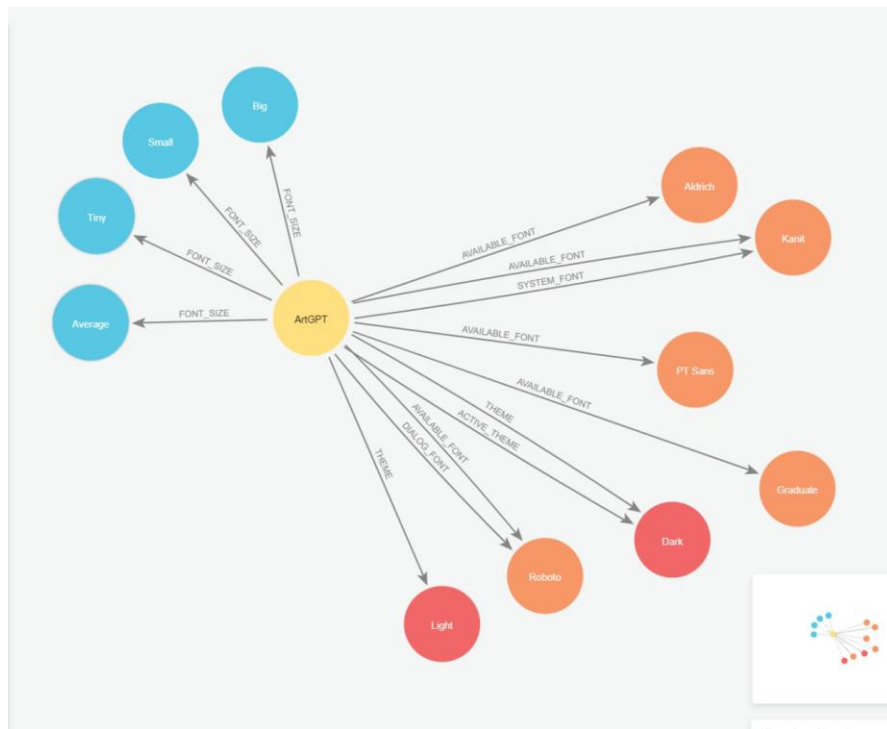 Big
Small
Tiny
Average
FONT_SIZE
FONT_SIZE
FONT_SIZE
FONT_SIZE
ArtGPT
Aldrich
Kanit
AVAILABLE_FONT
AVAILABLE_FONT
SYSTEM_FONT
AVAILABLE_FONT
PT Sans
AVAILABLE_FONT
Graduate
THEME
ACTIVE_THEME
Dark
AVAILABLE_FONT
DIALOG_FONT
Roboto
THEME
Light